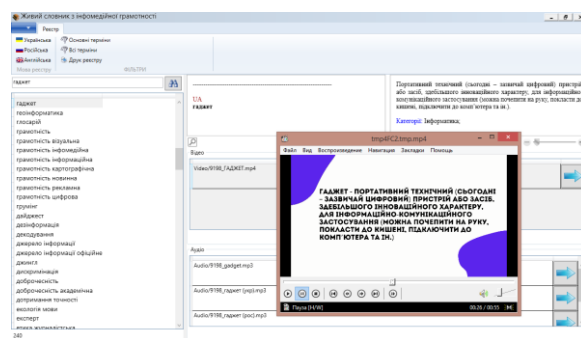 Живий словник з інфомедійної грамотності
Реєстр
Українська
Основні терміни
Російська
Всі терміни
Англійська
Друк реєстру
Мова реєстру
ФІЛЬТРИ
гаджет
гаджет
геоінформатика
глосарій
грамотність
грамотність візуальна
грамотність інфомедійна
грамотність інформаційна
грамотність картографічна
грамотність новинна
грамотність рекламна
грамотність цифрова
групінг
дайджест
дезінформація
декодування
джерело інформації
джерело інформації офіційне
джинсі
дискримінація
доброчесність
доброчесність академічна
дотримання точності
екологія мови
експерт
етика журналістська
240
UA
гаджет
Портативний технічний (сьогодні – зазвичай цифровий) пристрій
або засіб, здебільшого інноваційного характеру, для інформаційно
комунікаційного застосування (можна почепити на руку), покласти до
кишені, підключити до комп'ютера та ін.).
Категорії: Інформатика;
Відео
Video/9198_ГАДЖЕТ.mp4
Аудіо
Audio/9198_gadget.mp3
Audio/9198_гаджет (укр).mp3
Audio/9198_гаджет (рос).mp3
tmp4FC2.tmp.mp4
Файл Вид Воспроизведение Навигация Закладки Помощь
ГАДЖЕТ - ПОРТАТИВНИЙ ТЕХНІЧНИЙ (СЬОГОДНІ
- ЗАЗВИЧАЙ ЦИФРОВИЙ) ПРИСТРІЙ АБО ЗАСІБ,
ЗДЕБІЛЬШОГО ІННОВАЦІЙНОГО ХАРАКТЕРУ,
ДЛЯ ІНФОРМАЦІЙНО-КОМУНІКАЦІЙНОГО
ЗАСТОСУВАННЯ (МОЖНА ПОЧЕПИТИ НА РУКУ,
ПОКЛАСТИ ДО КИШЕНІ, ПІДКЛЮЧИТИ ДО
КОМП'ЮТЕРА ТА ІН.)
Пауза [H/W]
00:26 / 00:55